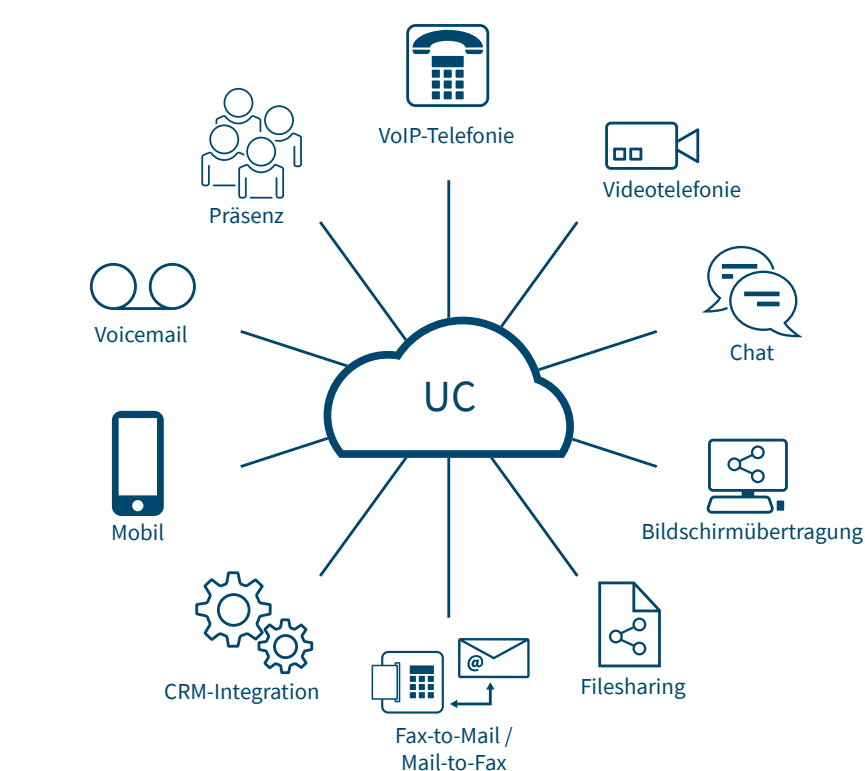 VoIP-Telefonie
Videotelefonie
Präsenz
Voicemail
Chat
UC
Mobil
Bildschirmübertragung
CRM-Integration
@
Filesharing
Fax-to-Mail /
Mail-to-Fax